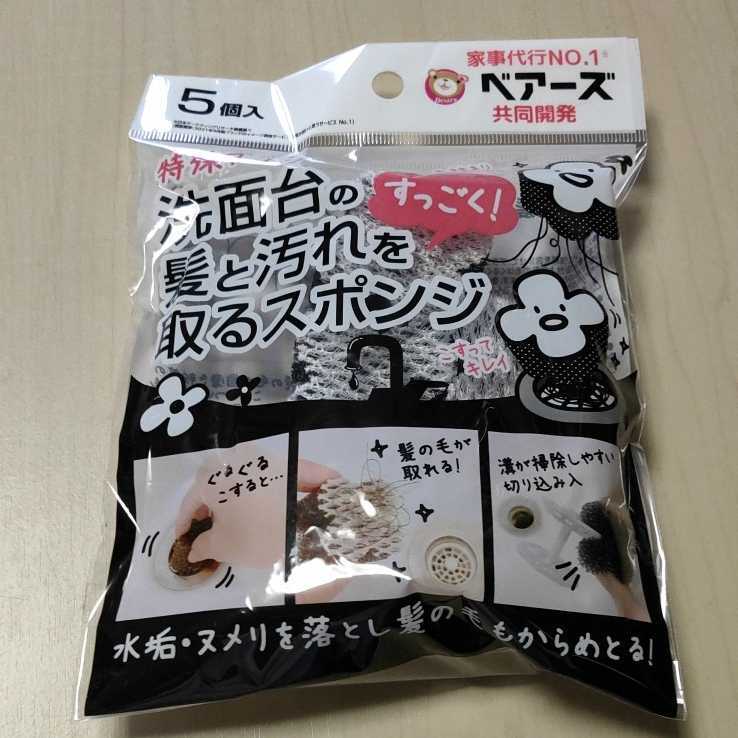 家事代行NO.1
Bears
ベアーズ
共同開発
5個入
特殊
すっごく!
洗面台の
髪と汚れを
取るスポンジ
こすって
キレイ
ぐるぐる
こすると…
髪の毛が
取れる!
溝が掃除しやすい
切り込み入
水垢・ヌメリを落とし髪の毛もからめとる!